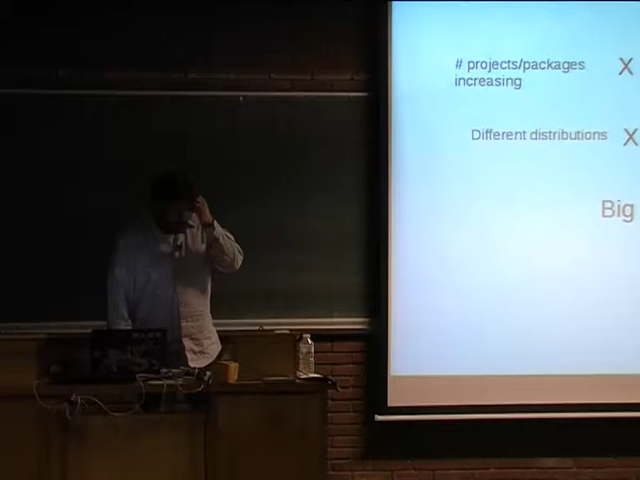 # projects/packages X
increasing
Different distributions X
Big